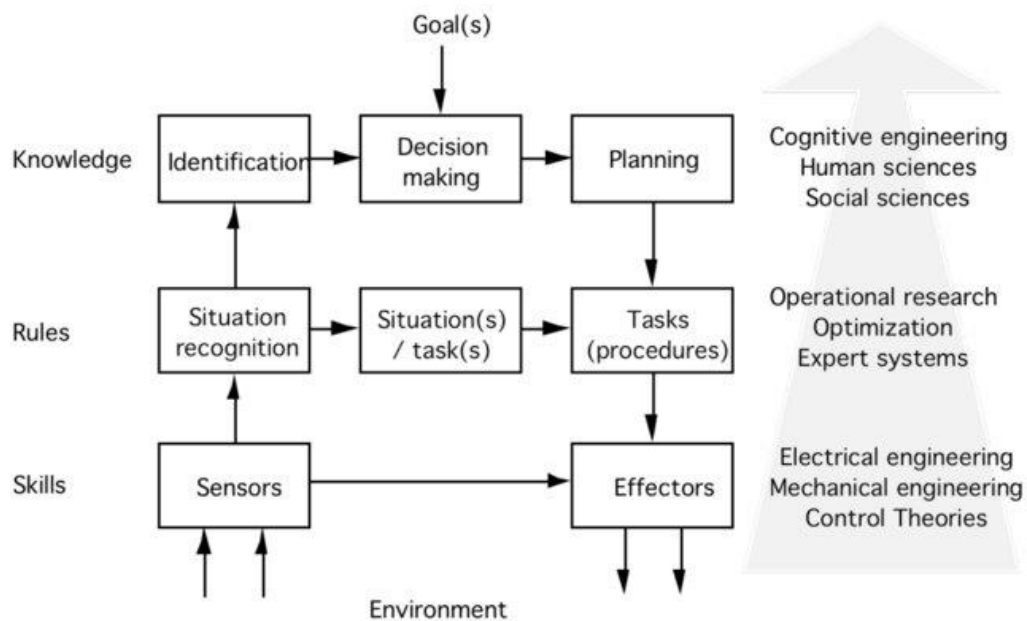 Goal(s)
Knowledge
Identification
Decision
making
Planning
Cognitive engineering
Human sciences
Social sciences
Rules
Situation
recognition
Situation(s)
/ task(s)
Tasks
(procedures)
Operational research
Optimization
Expert systems
Skills
Sensors
Effectors
Electrical engineering
Mechanical engineering
Control Theories
Environment